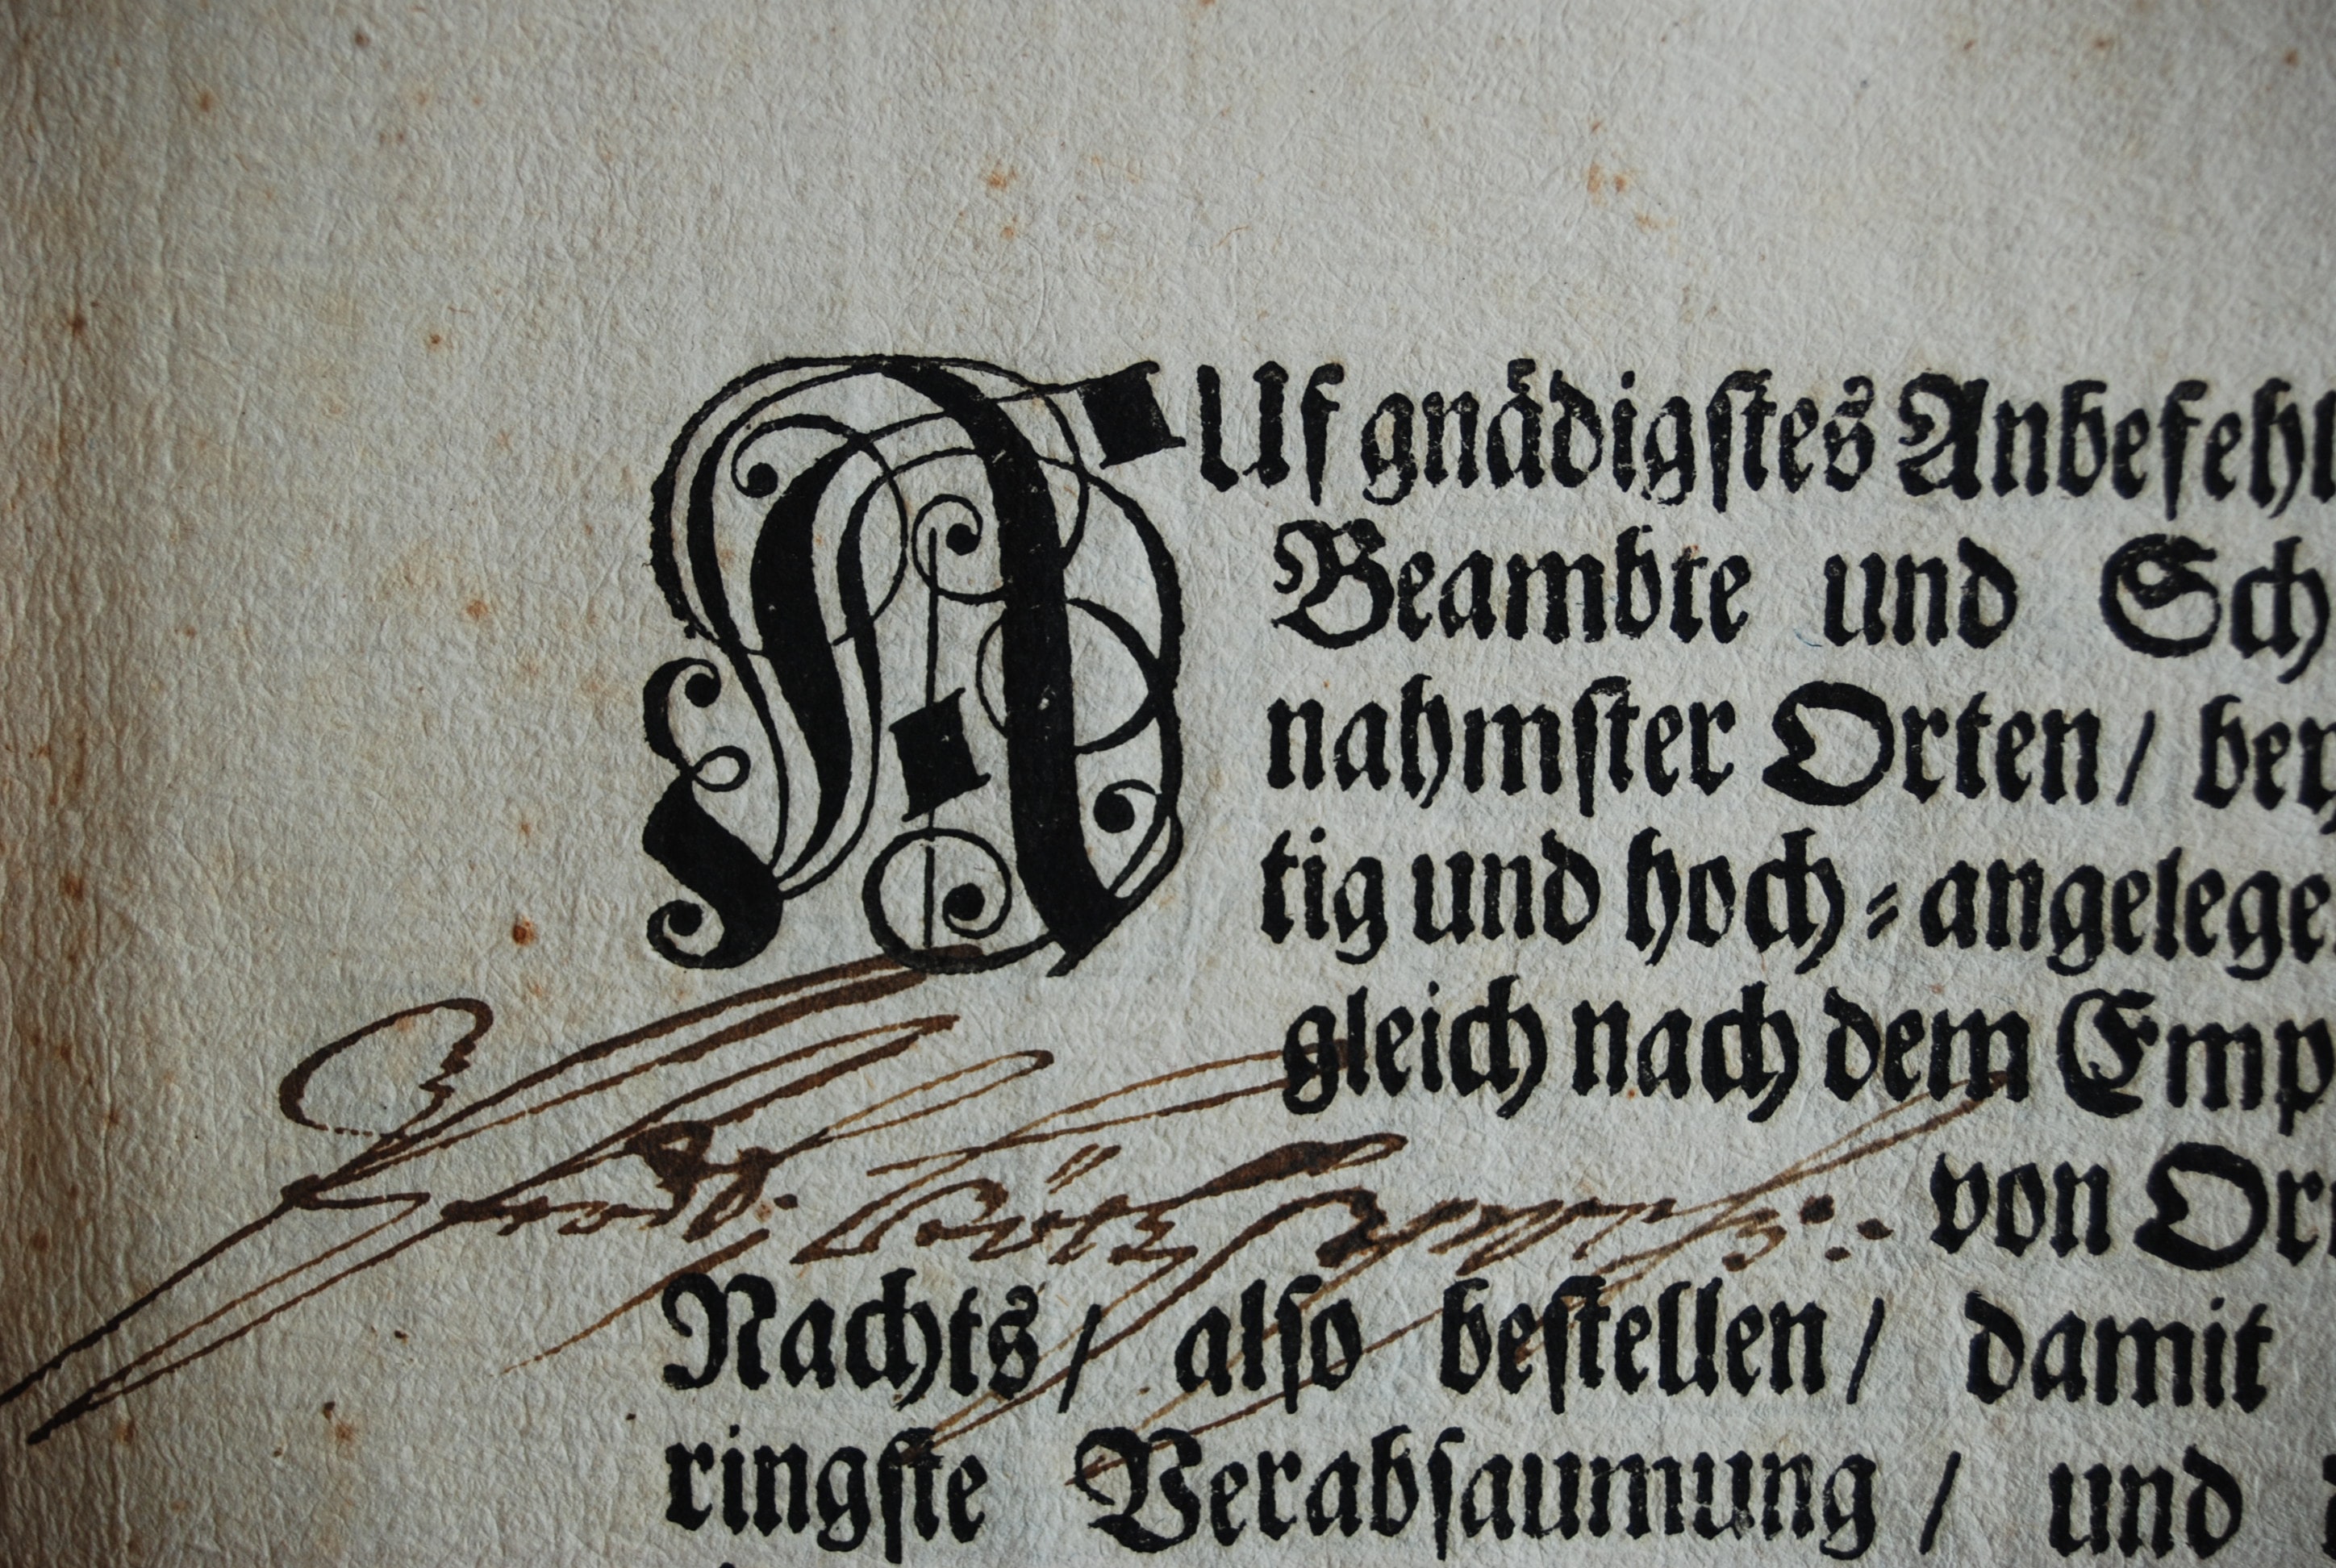 AUf gnädigstes Anbefehl
Beambte und Sch
nahmster Orten / bey
tig und hoch-angelege
gleich nach dem Emp
von Or
Nachts / also bestellen / damit
ringste Verabsaumung / und